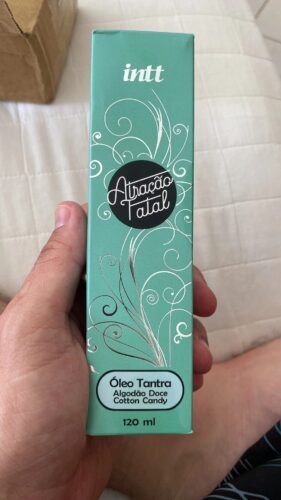 intt
Atração
Fatal
Óleo Tantra
Algodão Doce
Cotton Candy
120 ml